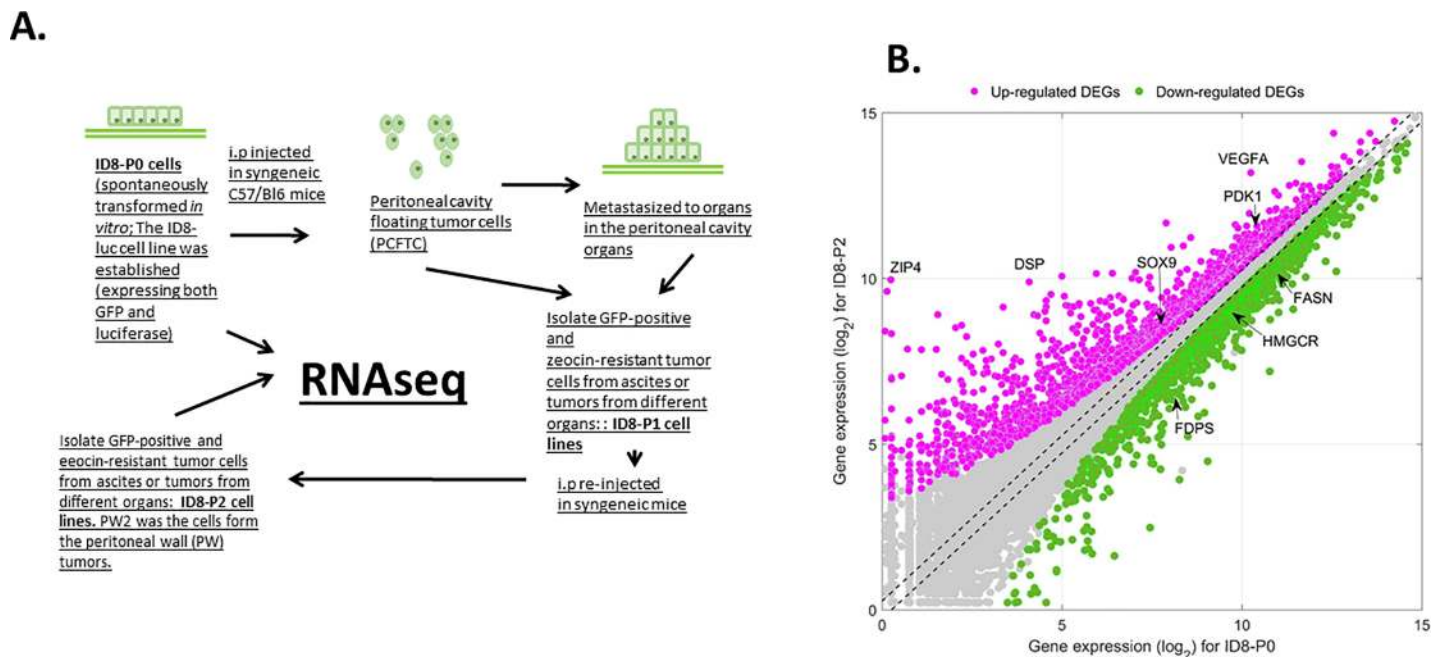 A.
ID8-P0 cells
(spontaneously
transformed in
vitro; The ID8-
luc cell line was
established
(expressing both
GFP and
luciferase)
i.p injected
in syngeneic
C57/Bl6 mice
Peritoneal cavity
floating tumor cells
(PCFTC)
Metastasized to organs
in the peritoneal cavity
organs
Isolate GFP-positive
and
zeocin-resistant tumor
cells from ascites or
tumors from different
organs: : ID8-P1 cell
lines
i.p re-injected
in syngeneic mice
RNAseq
Isolate GFP-positive and
eeocin-resistant tumor cells
from ascites or tumors from
different organs: ID8-P2 cell
lines. PW2 was the cells form
the peritoneal wall (PW)
tumors.
B.
Up-regulated DEGs
Down-regulated DEGs
15
10
5
0
Gene expression (log2) for ID8-P2
VEGFA
PDK1
ZIP4
DSP
SOX9
FASN
HMGCR
FDPS
0
5
10
15
Gene expression (log2) for ID8-P0